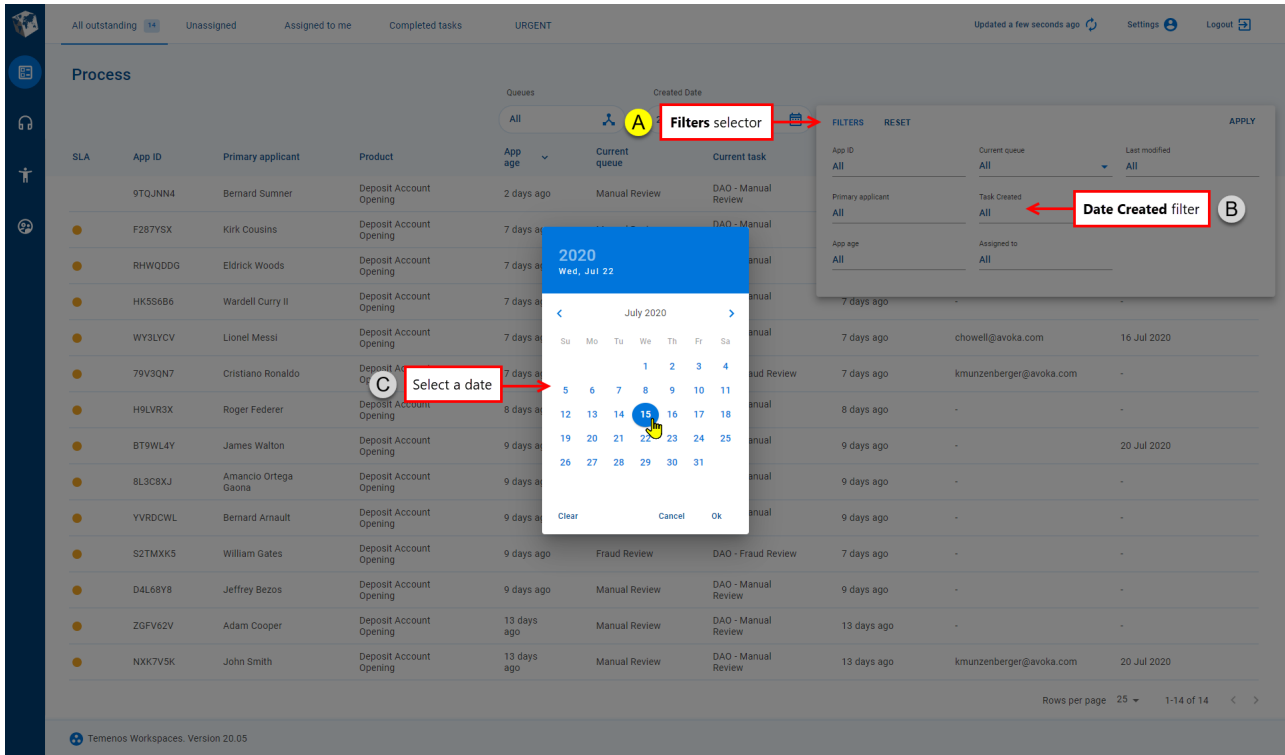 All outstanding 14 Unassigned Assigned to me Completed tasks URGENT Updated a few seconds ago Settings Logout
Process
Queues Created Date
All
A Filters selector
FILTERS RESET APPLY
App ID Current queue Last modified
All All All
Primary applicant Task Created
All All
Date Created filter B
App age Assigned to
All All
SLA App ID Primary applicant Product App age Current queue Current task
9TQJNN4 Bernard Sumner Deposit Account Opening 2 days ago Manual Review DAO - Manual Review
F287YSX Kirk Cousins Deposit Account Opening 7 days DAO - Manual
RHWQDDG Eldrick Woods Deposit Account Opening 7 days
HK5S6B6 Wardell Curry II Deposit Account Opening 7 days 7 days ago - -
WY3LYCV Lionel Messi Deposit Account Opening 7 days 7 days ago chowell@avoka.com 16 Jul 2020
79V3QN7 Cristiano Ronaldo Deposit 7 days Review 7 days ago kmunzenberger@avoka.com -
H9LVR3X Roger Federer Deposit Account Opening 8 days 8 days ago - -
BT9WL4Y James Walton Deposit Account Opening 9 days 9 days ago - 20 Jul 2020
8L3C8XJ Amancio Ortega Gaona Deposit Account Opening 9 days 9 days ago - -
YVRDCWL Bernard Arnault Deposit Account Opening 9 days 9 days ago - -
S2TMXK5 William Gates Deposit Account Opening 9 days ago Fraud Review DAO - Fraud Review 7 days ago - -
D4L68Y8 Jeffrey Bezos Deposit Account Opening 9 days ago Manual Review DAO - Manual Review 9 days ago - -
ZGFV62V Adam Cooper Deposit Account Opening 13 days ago Manual Review DAO - Manual Review 13 days ago - -
NXK7V5K John Smith Deposit Account Opening 13 days ago Manual Review DAO - Manual Review 13 days ago kmunzenberger@avoka.com 20 Jul 2020
2020
Wed, Jul 22
July 2020
Su Mo Tu We Th Fr Sa
1 2 3 4
5 6 7 8 9 10 11
12 13 14 15 16 17 18
19 20 21 22 23 24 25
26 27 28 29 30 31
Clear Cancel Ok
C Select a date
Rows per page 25 1-14 of 14
Temenos Workspaces. Version 20.05